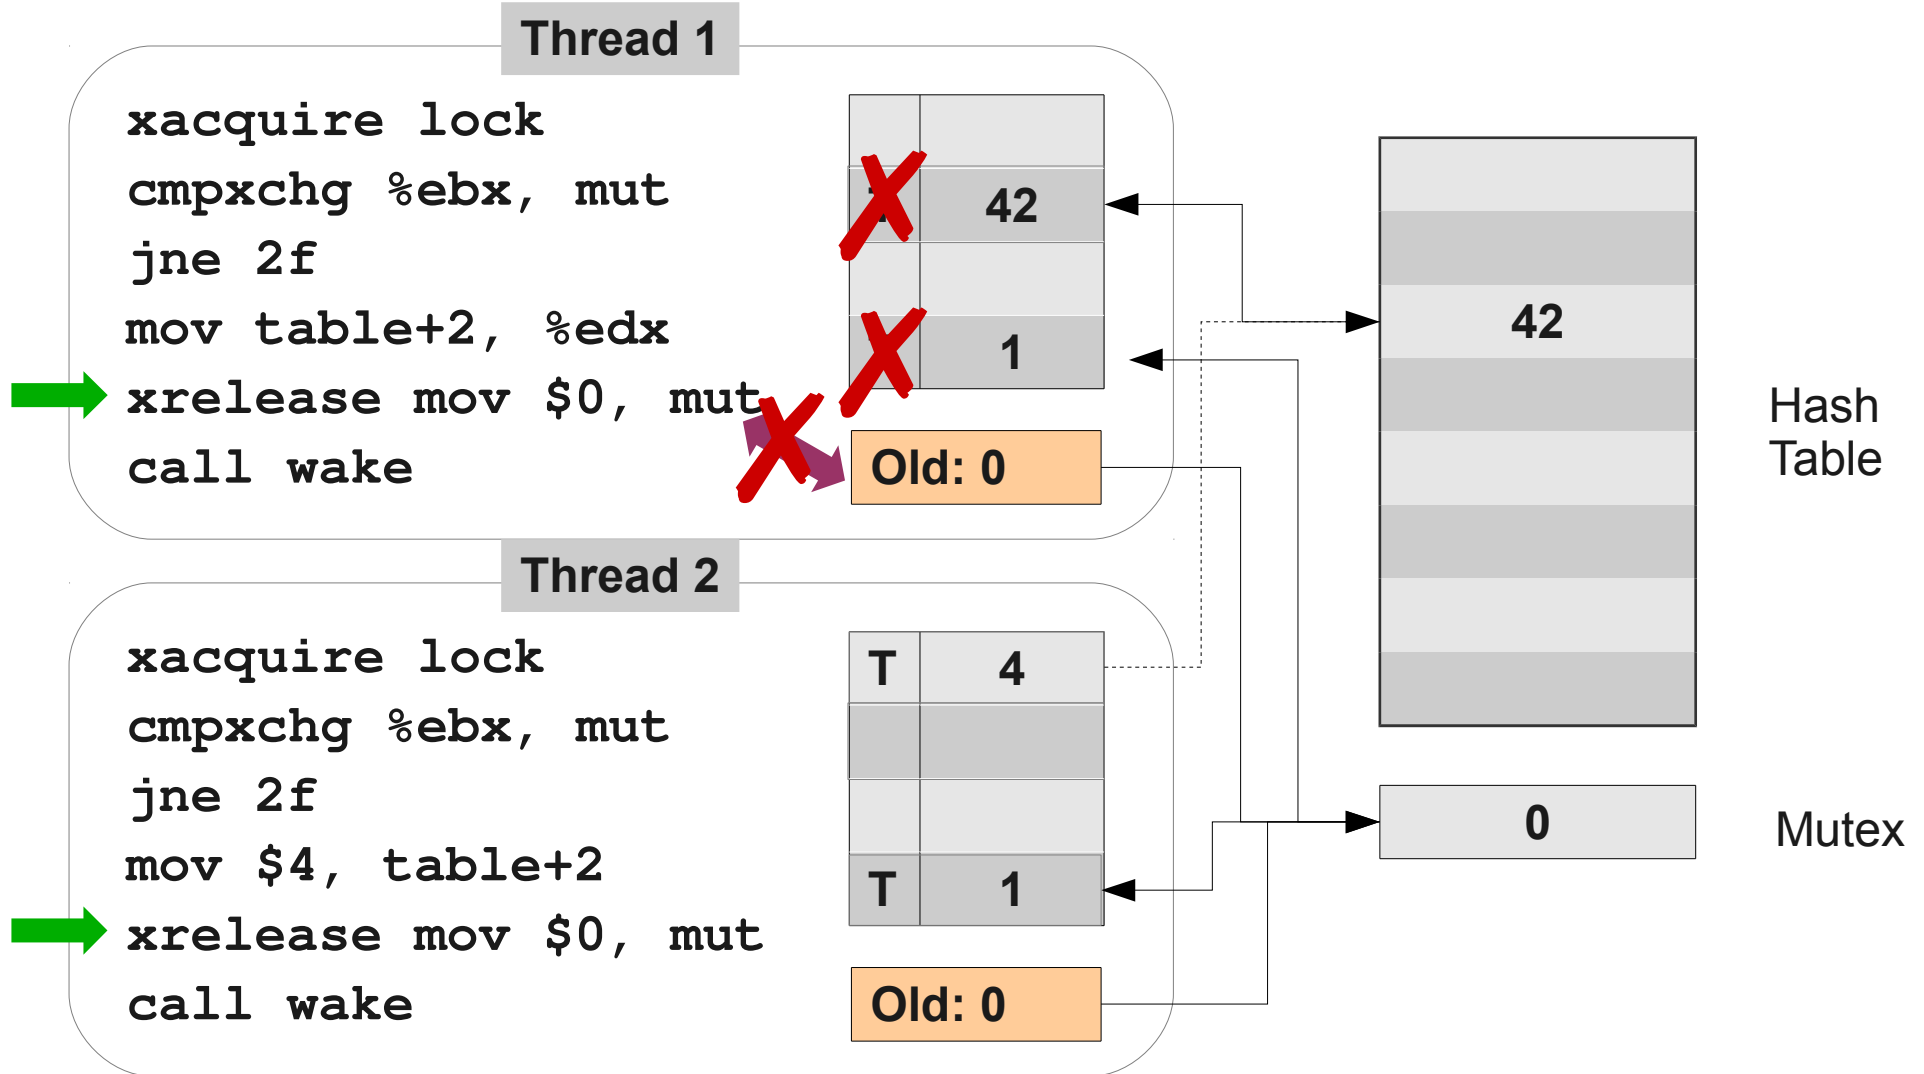 Thread 1
xacquire lock
cmpxchg %ebx, mut
jne 2f
mov table+2, %edx
xrelease mov $0, mut
call wake
42
1
Old: 0
Thread 2
xacquire lock
cmpxchg %ebx, mut
jne 2f
mov $4, table+2
xrelease mov $0, mut
call wake
T 4
T 1
Old: 0
42
Hash
Table
0
Mutex